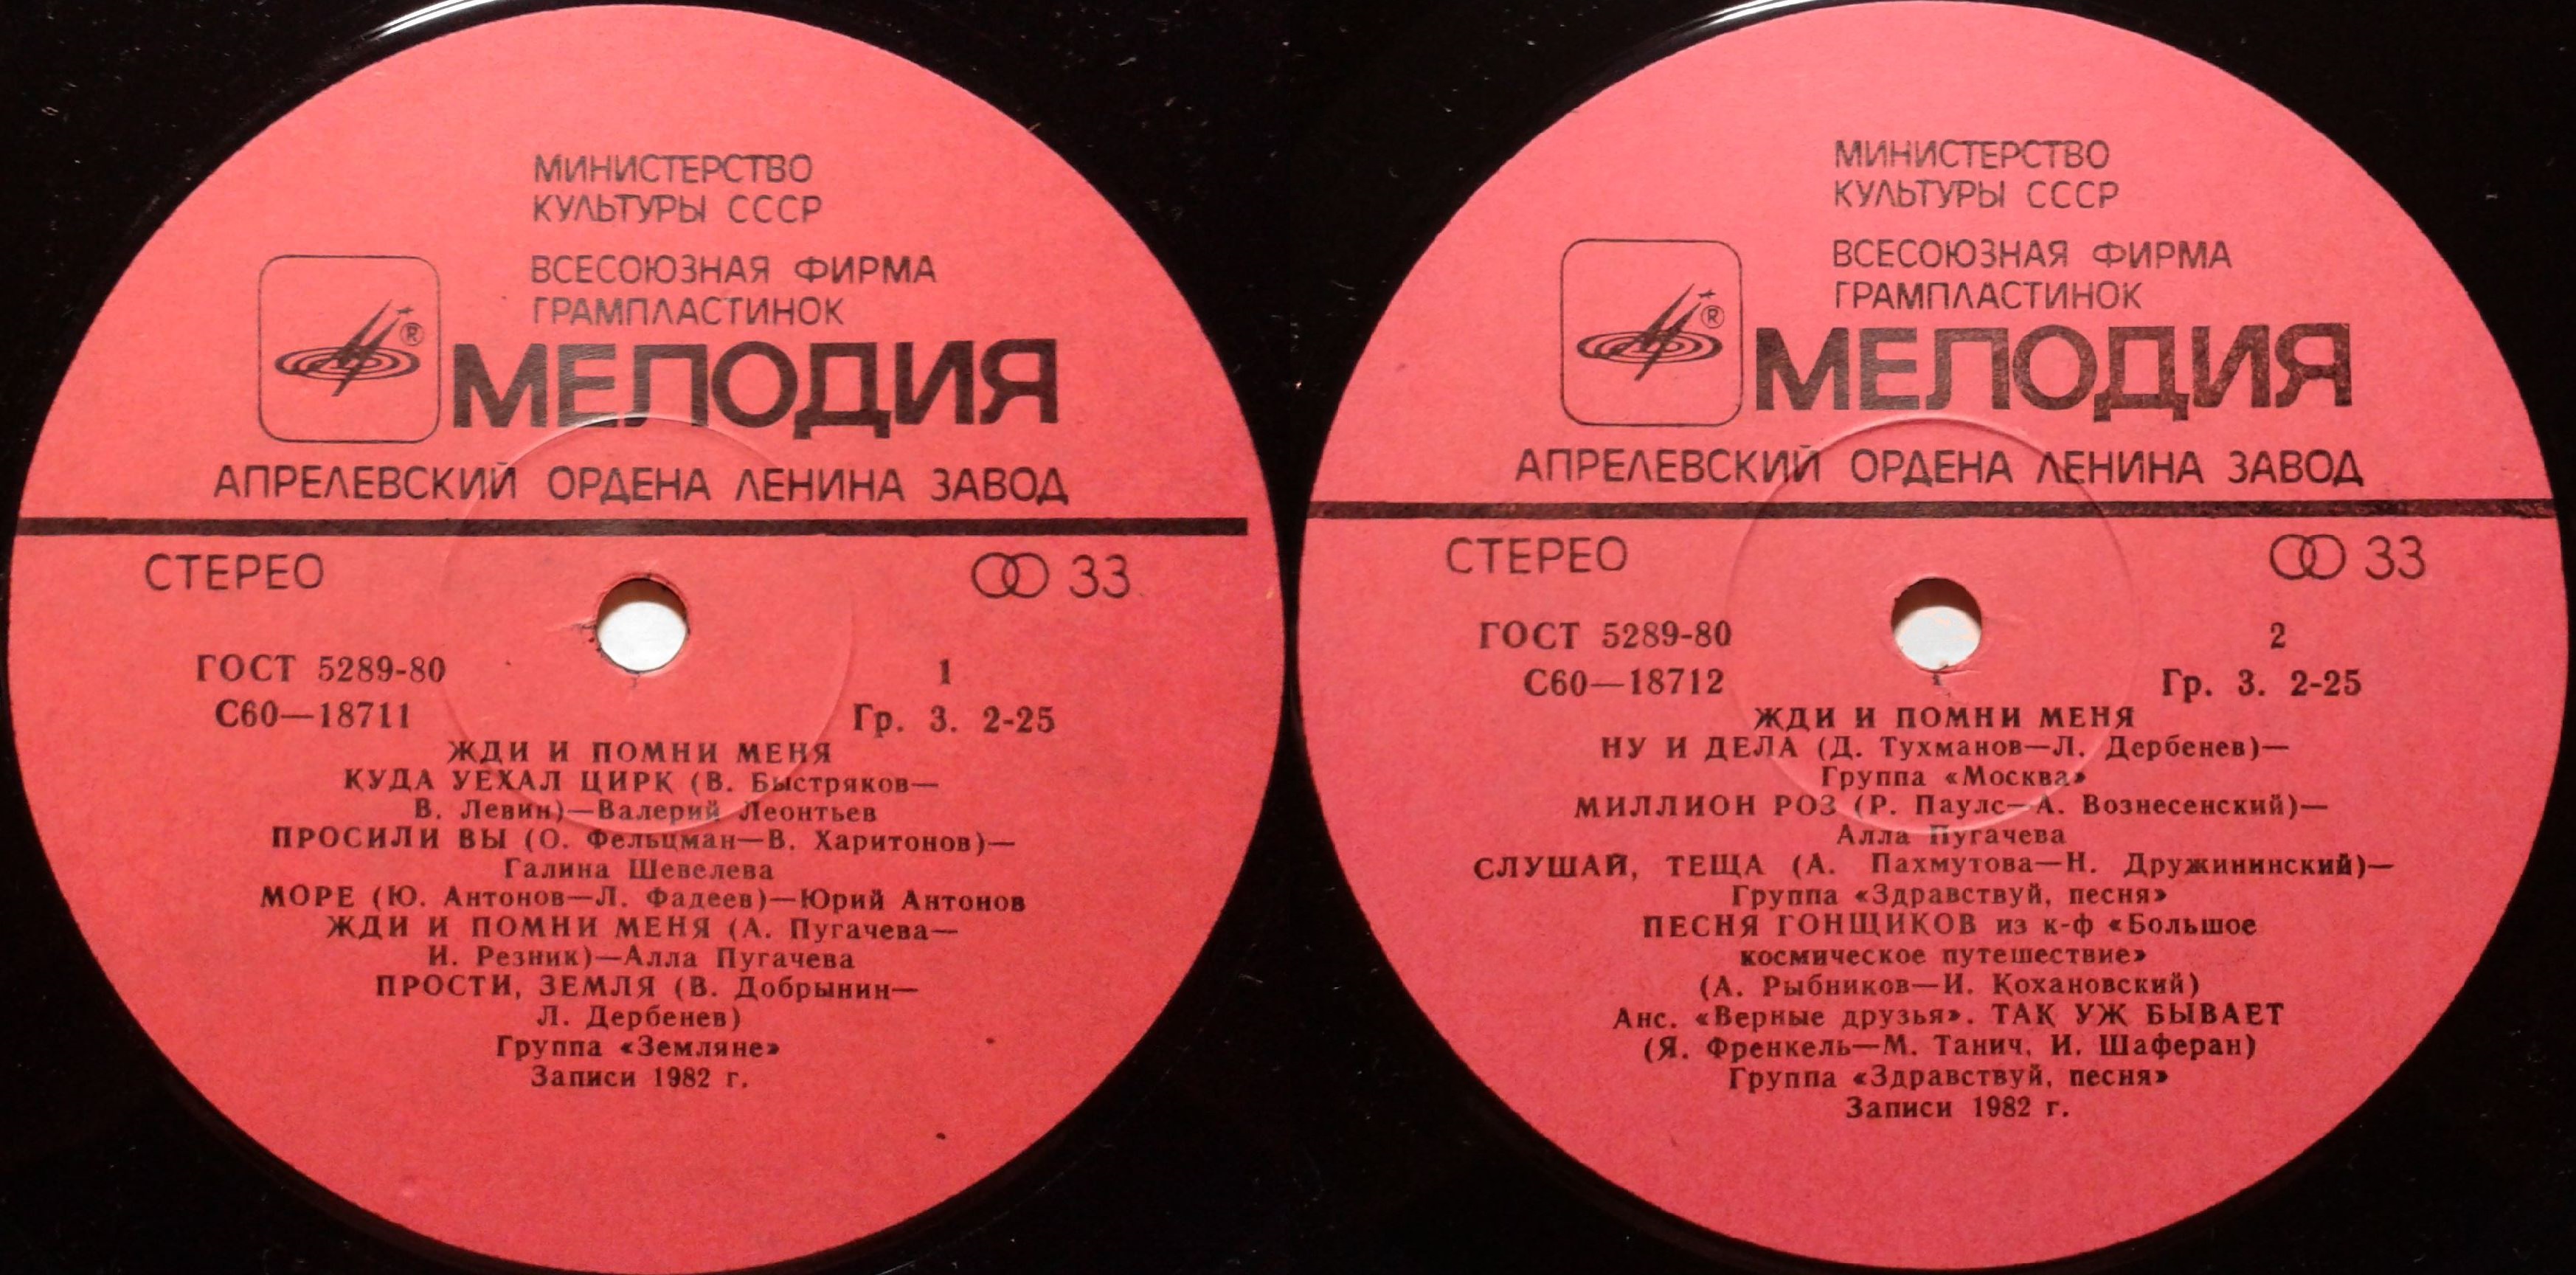 МИНИСТЕРСТВО
КУЛЬТУРЫ СССР
ВСЕСОЮЗНАЯ ФИРМА
ГРАМПЛАСТИНОК
®
МЕЛОДИЯ
АПРЕЛЕВСКИЙ ОРДЕНА ЛЕНИНА ЗАВОД
СТЕРЕО 33
ГОСТ 5289-80 1
С60—18711 Гр. 3. 2-25
ЖДИ И ПОМНИ МЕНЯ
КУДА УЕХАЛ ЦИРК (В. Быстряков—
В. Левин)—Валерий Леонтьев
ПРОСИЛИ ВЫ (О. Фельцман—В. Харитонов)—
Галина Шевелева
МОРЕ (Ю. Антонов—Л. Фадеев)—Юрий Антонов
ЖДИ И ПОМНИ МЕНЯ (А. Пугачева—
И. Резник)—Алла Пугачева
ПРОСТИ, ЗЕМЛЯ (В. Добрынин—
Л. Дербенев)
Группа «Земляне»
Записи 1982 г.
МИНИСТЕРСТВО
КУЛЬТУРЫ СССР
ВСЕСОЮЗНАЯ ФИРМА
ГРАМПЛАСТИНОК
®
МЕЛОДИЯ
АПРЕЛЕВСКИЙ ОРДЕНА ЛЕНИНА ЗАВОД
СТЕРЕО 33
ГОСТ 5289-80 2
С60—18712 Гр. 3. 2-25
ЖДИ И ПОМНИ МЕНЯ
НУ И ДЕЛА (Д. Тухманов—Л. Дербенев)—
Группа «Москва»
МИЛЛИОН РОЗ (Р. Паулс—А. Вознесенский)—
Алла Пугачева
СЛУШАЙ, ТЕЩА (А. Пахмутова—Н. Дружининский)—
Группа «Здравствуй, песня»
ПЕСНЯ ГОНЩИКОВ из к-ф «Большое
космическое путешествие»
(А. Рыбников—И. Кохановский)
Анс. «Верные друзья». ТАК УЖ БЫВАЕТ
(Я. Френкель—М. Танич, И. Шаферан)
Группа «Здравствуй, песня»
Записи 1982 г.